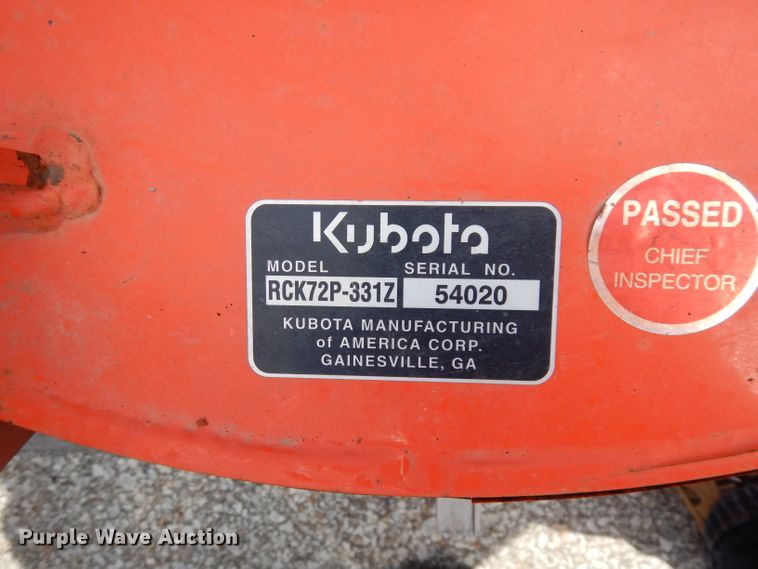 Kubota
MODEL SERIAL NO.
RCK72P-331Z 54020
KUBOTA MANUFACTURING
of AMERICA CORP.
GAINESVILLE, GA
PASSED
CHIEF
INSPECTOR
Purple Wave Auction